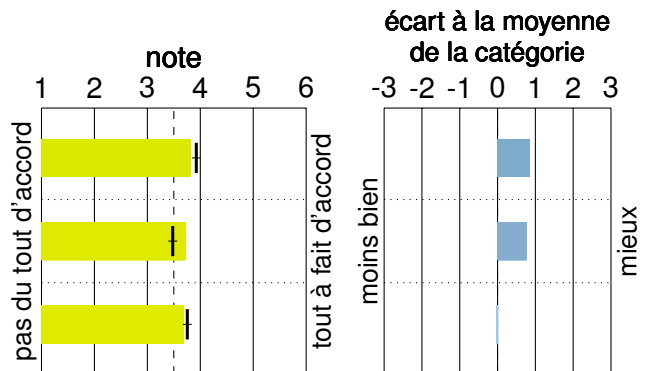 note
1 2 3 4 5 6
pas du tout d'accord
tout à fait d'accord
écart à la moyenne
de la catégorie
-3 -2 -1 0 1 2 3
moins bien
mieux